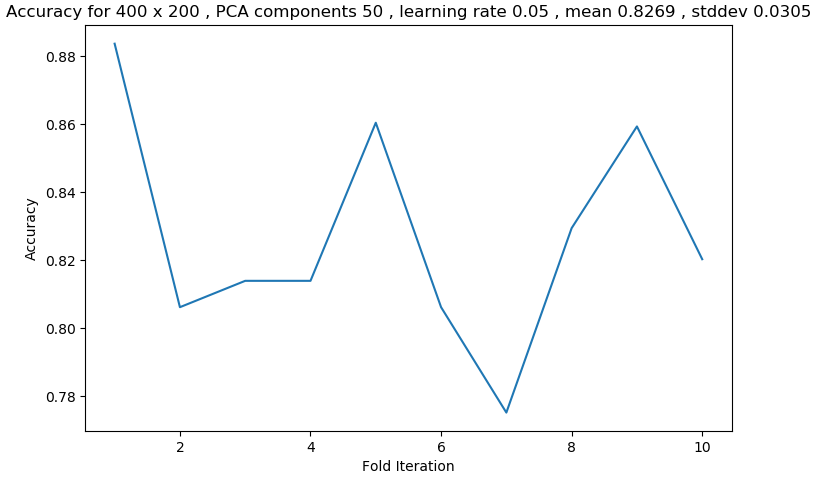 Accuracy for 400 x 200 , PCA components 50 , learning rate 0.05 , mean 0.8269 , stddev 0.0305
0.88
0.86
0.84
0.82
0.80
0.78
Accuracy
2 4 6 8 10
Fold Iteration